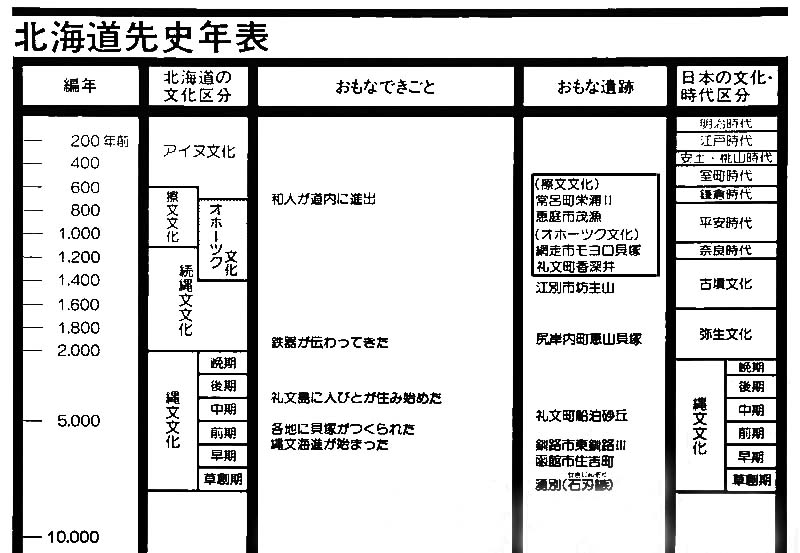 北海道先史年表
編年
北海道の
文化区分
おもなできごと
おもな遺跡
日本の文化・
時代区分
200年前
400
600
800
1.000
1.200
1.400
1.600
1.800
2.000
5.000
10.000
アイヌ文化
擦文文化
オホーツク
文化
続縄文文化
縄文文化
晩期
後期
中期
前期
早期
草創期
和人が道内に進出
鉄器が伝わってきた
礼文島に人びとが住み始めた
各地に貝塚がつくられた
縄文海進が始まった
(擦文文化)
常呂町栄浦II
恵庭市茂漁
(オホーツク文化)
網走市モヨロ貝塚
礼文町香深井
江別市坊主山
尻岸内町恵山貝塚
礼文町船泊砂丘
釧路市東釧路III
函館市住吉町
せきじんぞく
湧別(石刃鏃)
明治時代
江戸時代
安土・桃山時代
室町時代
鎌倉時代
平安時代
奈良時代
古墳文化
弥生文化
縄文文化
晩期
後期
中期
前期
早期
草創期